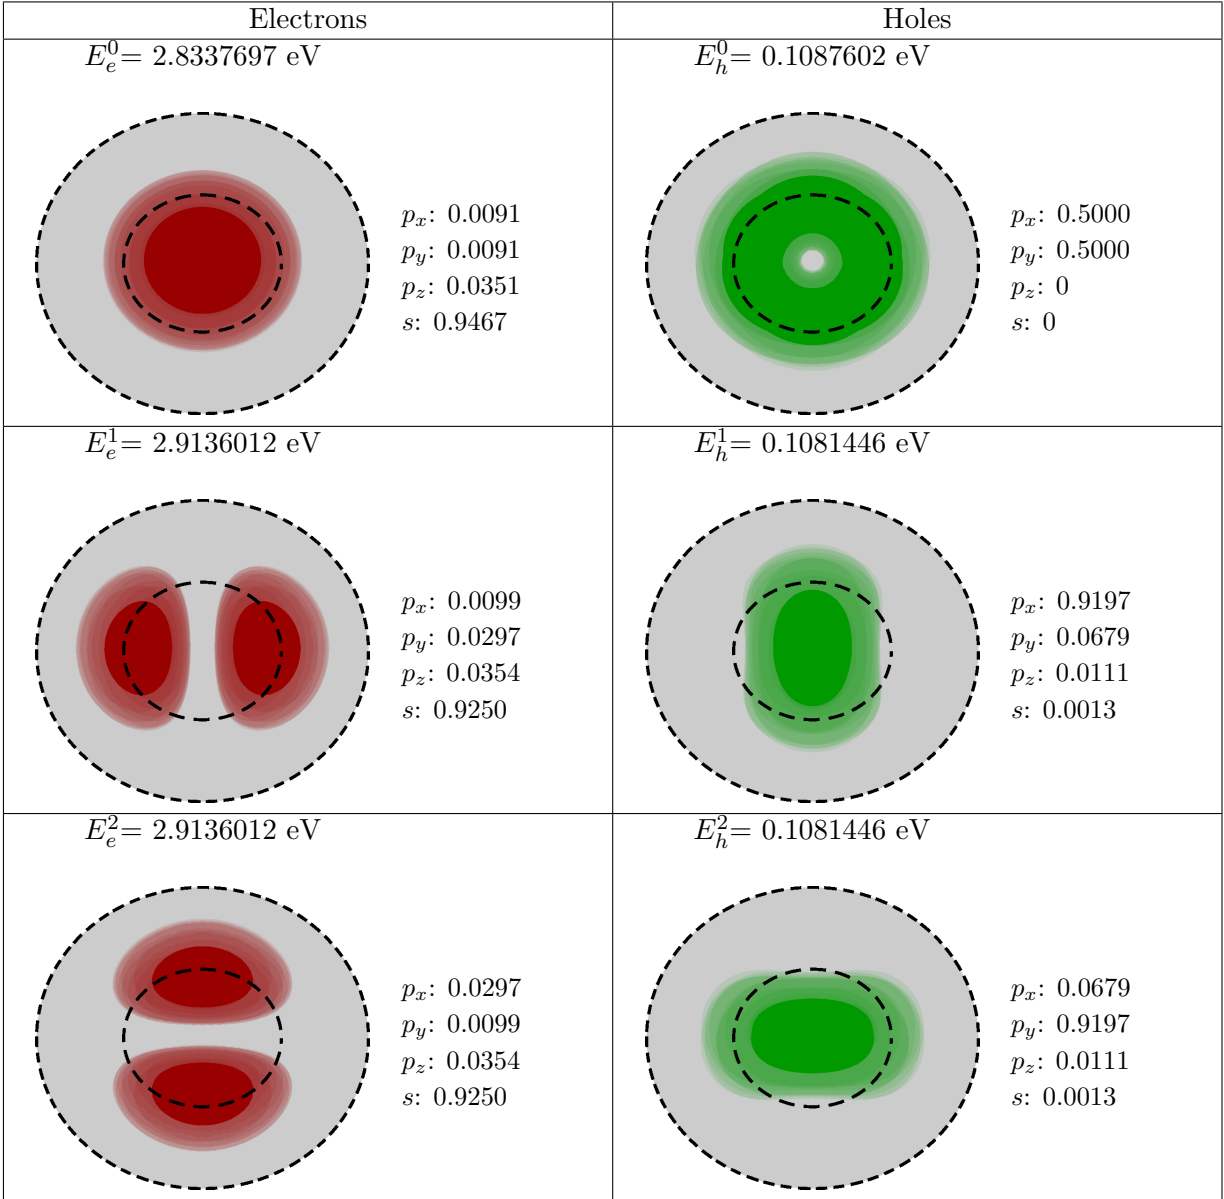 Electrons Holes
E_e^0= 2.8337697 eV E_h^0= 0.1087602 eV
p_x: 0.0091 p_x: 0.5000
p_y: 0.0091 p_y: 0.5000
p_z: 0.0351 p_z: 0
s: 0.9467 s: 0
E_e^1= 2.9136012 eV E_h^1= 0.1081446 eV
p_x: 0.0099 p_x: 0.9197
p_y: 0.0297 p_y: 0.0679
p_z: 0.0354 p_z: 0.0111
s: 0.9250 s: 0.0013
E_e^2= 2.9136012 eV E_h^2= 0.1081446 eV
p_x: 0.0297 p_x: 0.0679
p_y: 0.0099 p_y: 0.9197
p_z: 0.0354 p_z: 0.0111
s: 0.9250 s: 0.0013